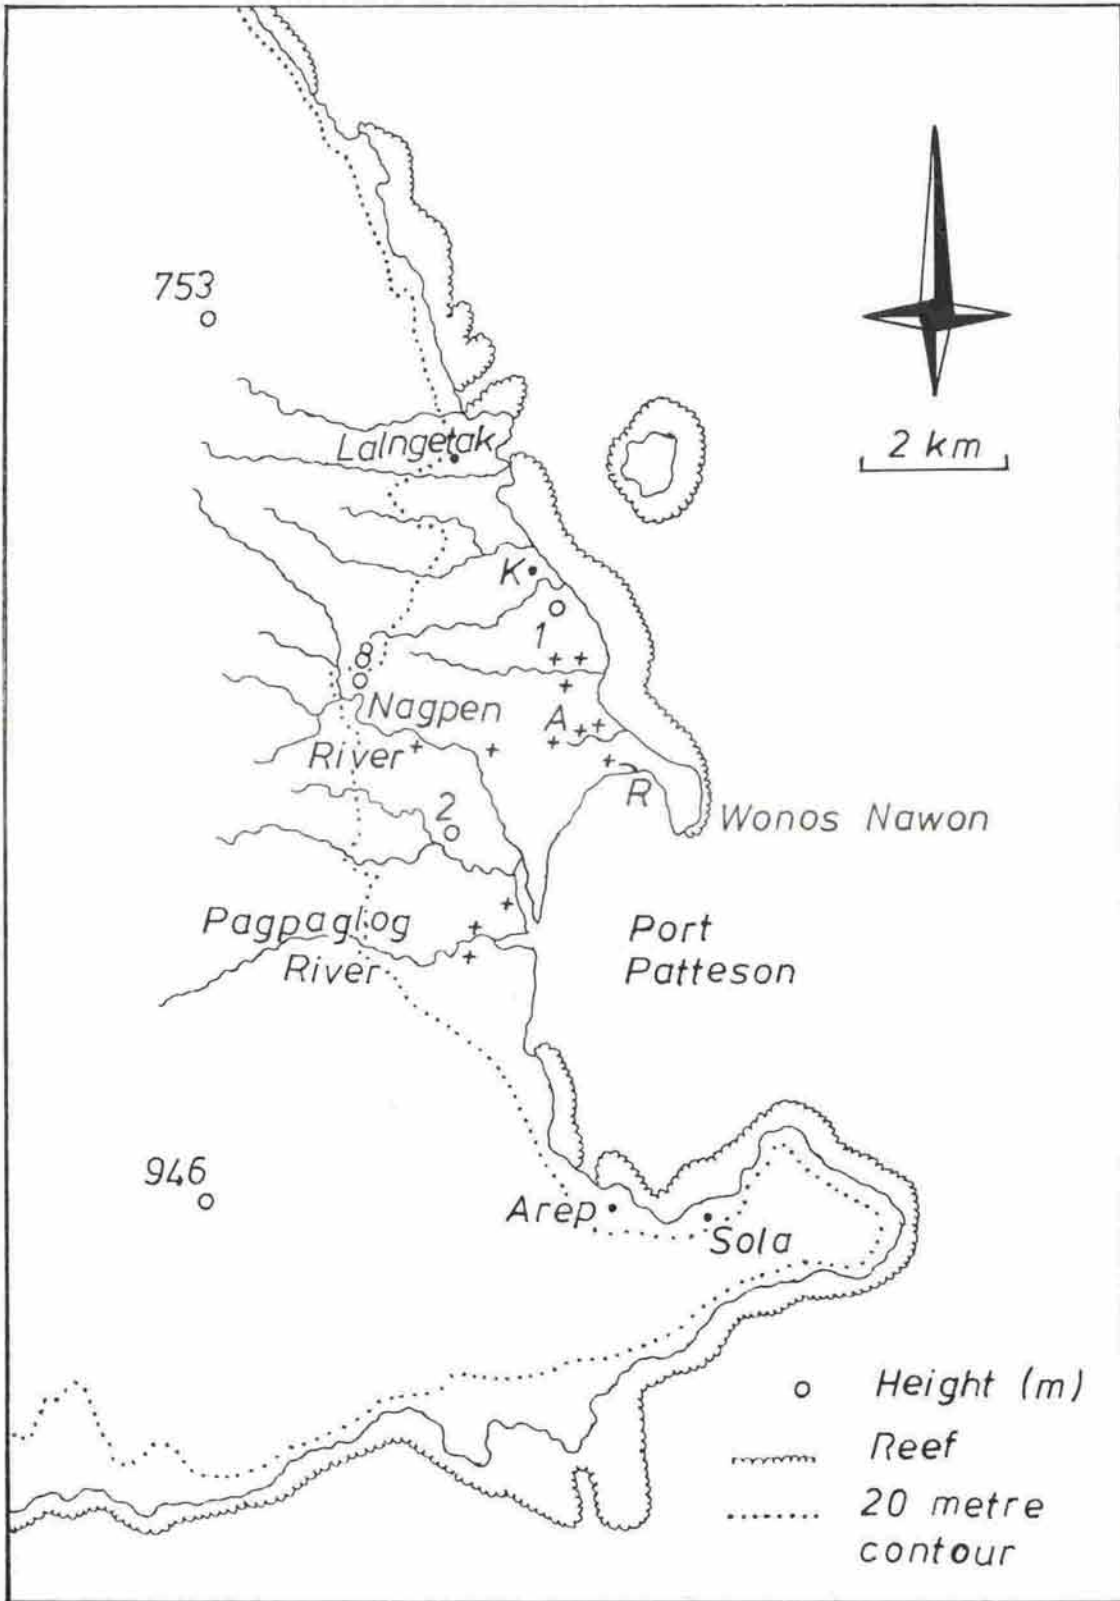 753
2 km
Lalngetak
K
1
8
Nagpen
River
A
R
2
Wonos Nawon
Pagpaglog
River
Port
Patteson
946
Arep
Sola
Height (m)
Reef
20 metre
contour